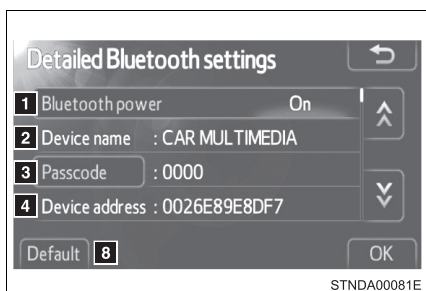 Detailed Bluetooth settings
1 Bluetooth power On
2 Device name : CAR MULTIMEDIA
3 Passcode : 0000
4 Device address : 0026E89E8DF7
Default 8 OK
STNDA00081E